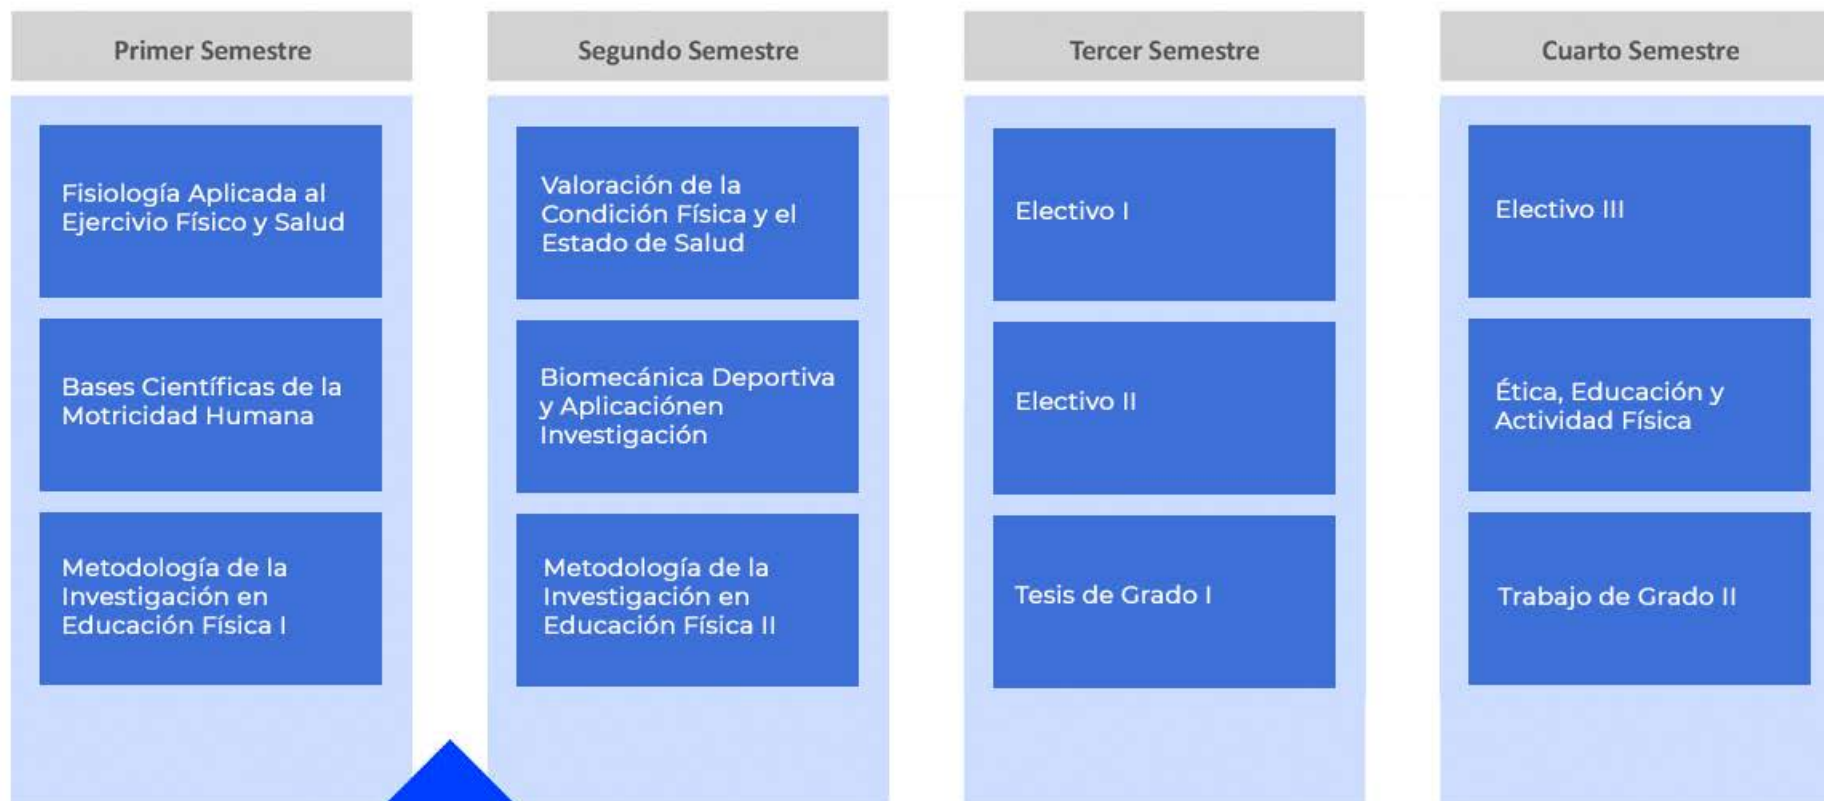 Primer Semestre
Fisiología Aplicada al
Ejercivio Físico y Salud
Bases Científicas de la
Motricidad Humana
Metodología de la
Investigación en
Educación Física I
Segundo Semestre
Valoración de la
Condición Física y el
Estado de Salud
Biomecánica Deportiva
y Aplicaciónen
Investigación
Metodología de la
Investigación en
Educación Física II
Tercer Semestre
Electivo I
Electivo II
Tesis de Grado I
Cuarto Semestre
Electivo III
Ética, Educación y
Actividad Física
Trabajo de Grado II